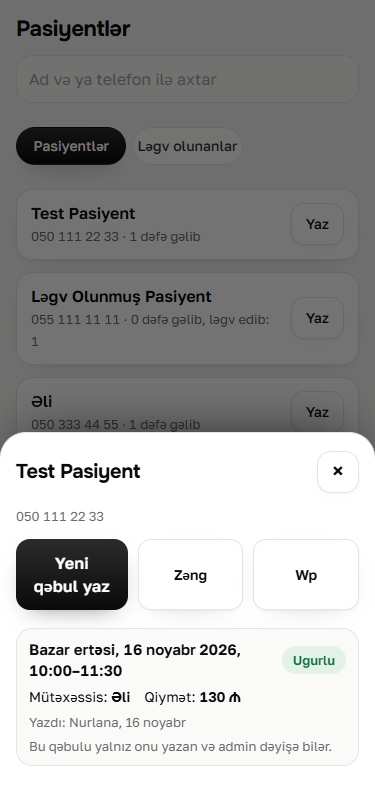 Pasiyentlər
Ad və ya telefon ilə axtar
Pasiyentlər
Ləgv olunanlar
Test Pasiyent
050 111 22 33 · 1 dəfə gəlib
Yaz
Ləgv Olunmuş Pasiyent
055 111 11 11 · 0 dəfə gəlib, ləgv edib:
1
Yaz
Əli
050 333 44 55 · 1 dəfə gəlib
Yaz
Test Pasiyent
×
050 111 22 33
Yeni
qəbul yaz
Zəng
Wp
Bazar ertəsi, 16 noyabr 2026,
10:00–11:30
Ugurlu
Mütəxəssis: Əli Qiymət: 130 ₼
Yazdı: Nurlana, 16 noyabr
Bu qəbulu yalnız onu yazan və admin dəyişə bilər.